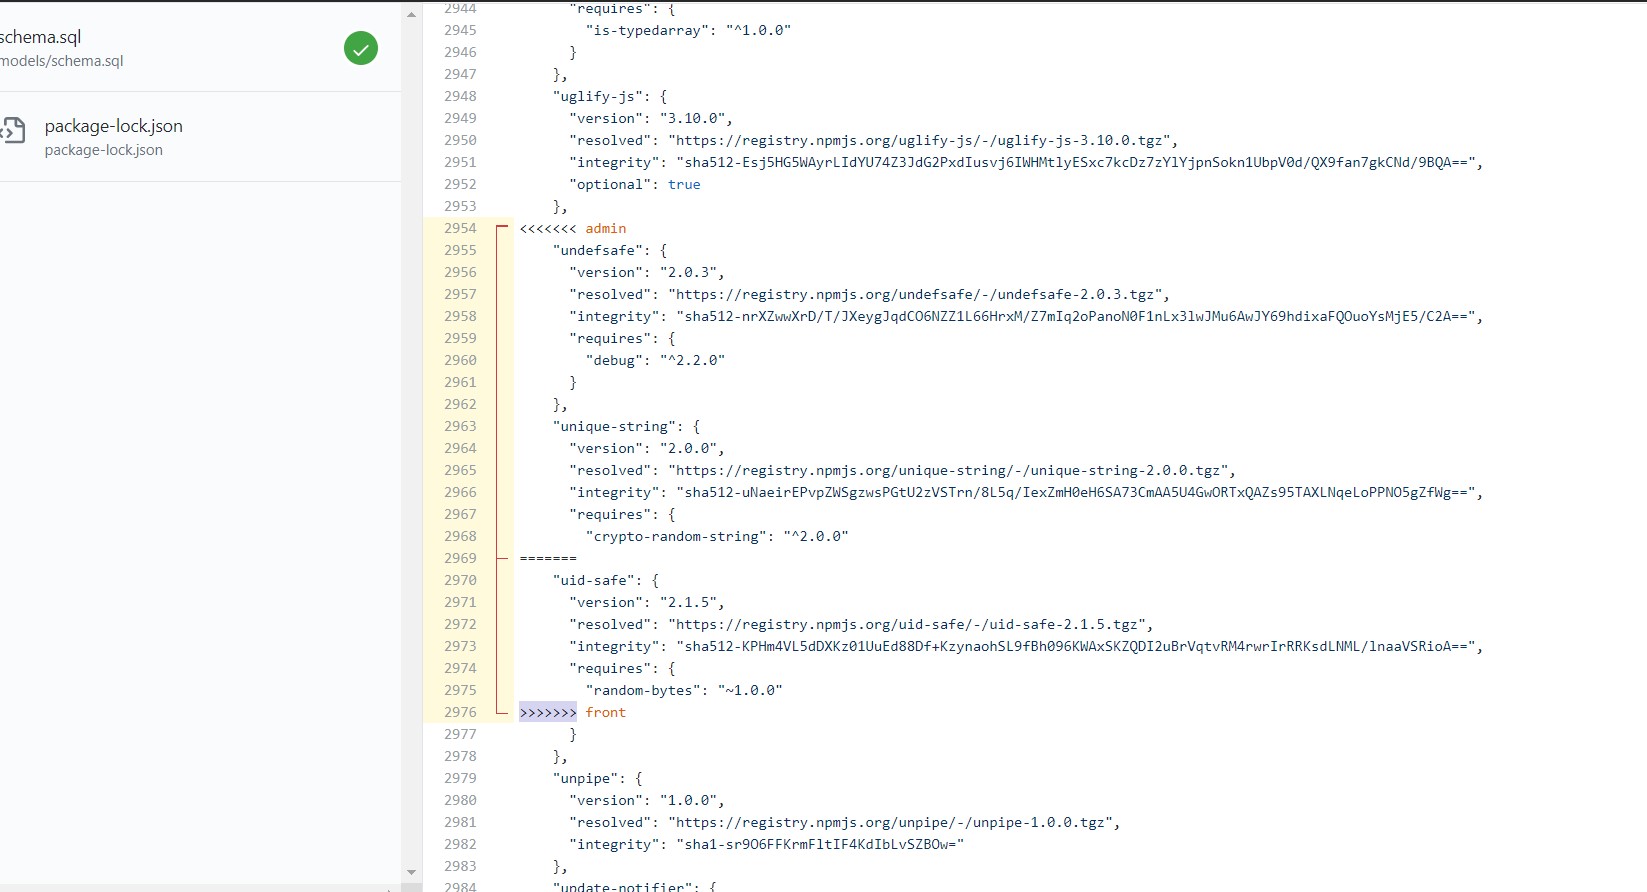 schema.sql
models/schema.sql
package-lock.json
package-lock.json
2944 "requires": {
2945 "is-typedarray": "^1.0.0"
2946 }
2947 },
2948 "uglify-js": {
2949 "version": "3.10.0",
2950 "resolved": "https://registry.npmjs.org/uglify-js/-/uglify-js-3.10.0.tgz",
2951 "integrity": "sha512-Esj5HG5WAyrLIdYU74Z3JdG2PxdIusvj6IWHMtlyESxc7kcDz7zYlYjpnSokn1UbpV0d/QX9fan7gkCNd/9BQA==",
2952 "optional": true
2953 },
2954 <<<<<<< admin
2955 "undefsafe": {
2956 "version": "2.0.3",
2957 "resolved": "https://registry.npmjs.org/undefsafe/-/undefsafe-2.0.3.tgz",
2958 "integrity": "sha512-nrXZwwXrD/T/JXeygJqdCO6NZZ1L66HrxM/Z7mIq2oPanoN0F1nLx3lwJMu6AwJY69hdixaFQOuoYsMjE5/C2A==",
2959 "requires": {
2960 "debug": "^2.2.0"
2961 }
2962 },
2963 "unique-string": {
2964 "version": "2.0.0",
2965 "resolved": "https://registry.npmjs.org/unique-string/-/unique-string-2.0.0.tgz",
2966 "integrity": "sha512-uNaeirEPvpZWSgzwsPGtU2zVSTrn/8L5q/IexZmH0eH6SA73CmAA5U4GwORTxQAZs95TAXLNqeLoPPNO5gZfWg==",
2967 "requires": {
2968 "crypto-random-string": "^2.0.0"
2969 =======
2970 "uid-safe": {
2971 "version": "2.1.5",
2972 "resolved": "https://registry.npmjs.org/uid-safe/-/uid-safe-2.1.5.tgz",
2973 "integrity": "sha512-KPHm4VL5dDXKz01UuEd88Df+KzynaohSL9fBh096KWAxSKZQDI2uBrVqtvRM4rwrIrRRKsdLNML/lnaaVSRioA==",
2974 "requires": {
2975 "random-bytes": "~1.0.0"
2976 >>>>>>> front
2977 }
2978 },
2979 "unpipe": {
2980 "version": "1.0.0",
2981 "resolved": "https://registry.npmjs.org/unpipe/-/unpipe-1.0.0.tgz",
2982 "integrity": "sha1-sr9O6FFKrmFltIF4KdIbLvSZBOw="
2983 },
2984 "update-notifier": {